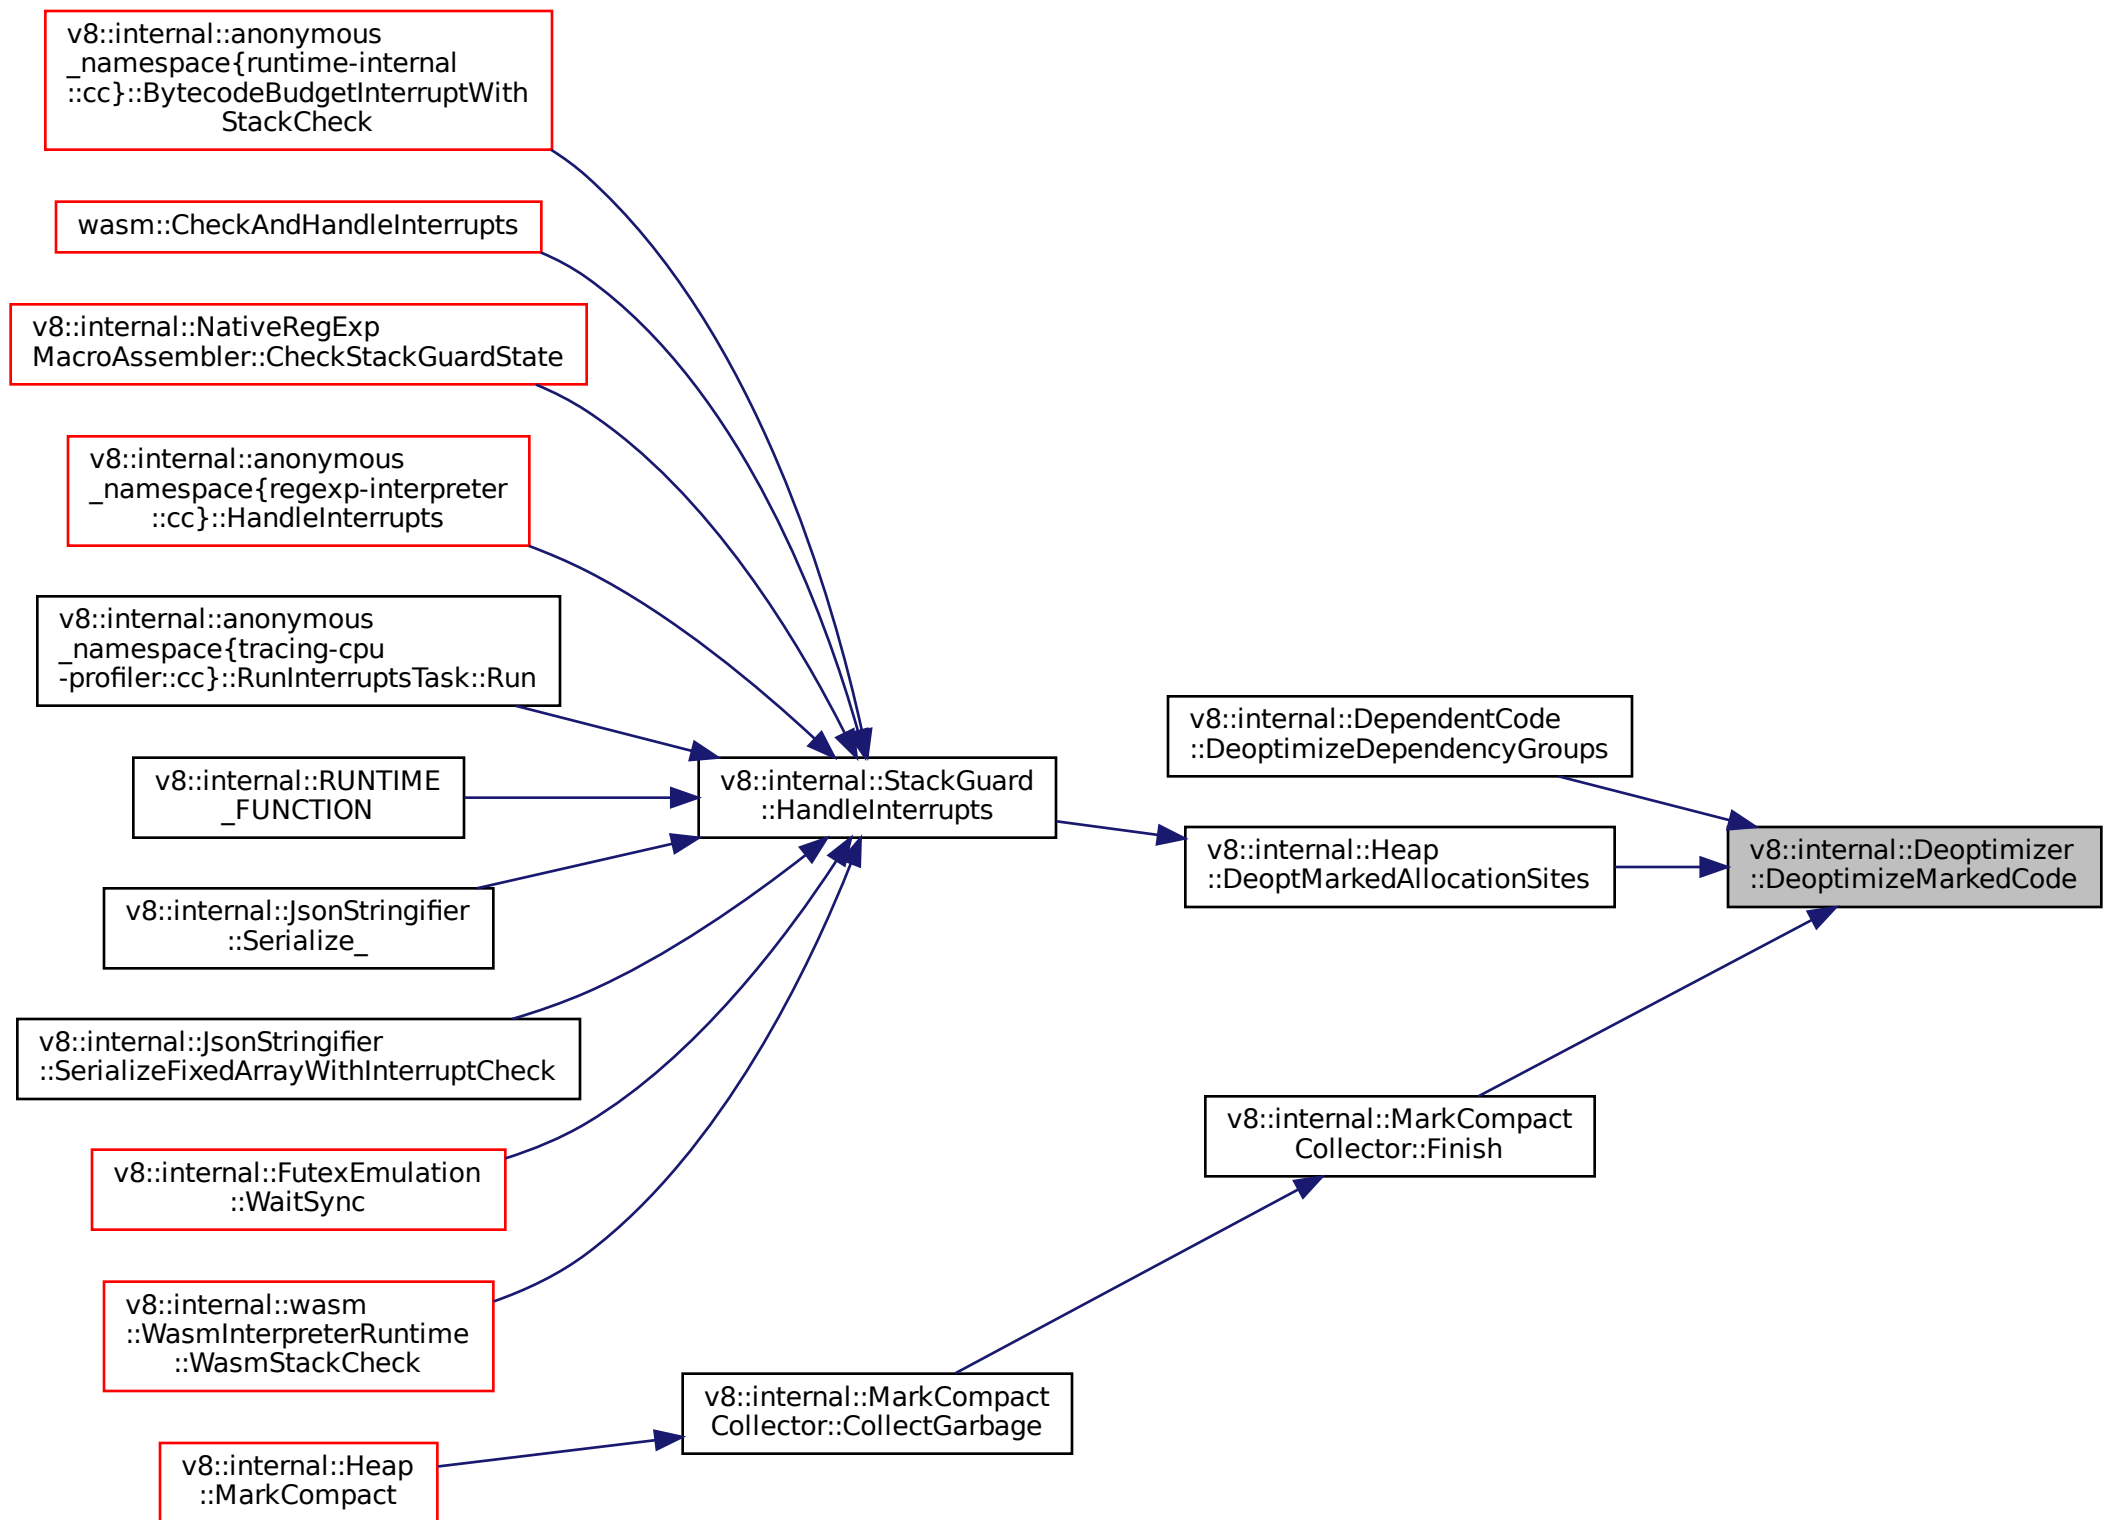 v8::internal::anonymous
_namespace{runtime-internal
::cc}::BytecodeBudgetInterruptWith
StackCheck
wasm::CheckAndHandleInterrupts
v8::internal::NativeRegExp
MacroAssembler::CheckStackGuardState
v8::internal::anonymous
_namespace{regexp-interpreter
::cc}::HandleInterrupts
v8::internal::anonymous
_namespace{tracing-cpu
-profiler::cc}::RunInterruptsTask::Run
v8::internal::RUNTIME
_FUNCTION
v8::internal::JsonStringifier
::Serialize_
v8::internal::JsonStringifier
::SerializeFixedArrayWithInterruptCheck
v8::internal::FutexEmulation
::WaitSync
v8::internal::wasm
::WasmInterpreterRuntime
::WasmStackCheck
v8::internal::Heap
::MarkCompact
v8::internal::StackGuard
::HandleInterrupts
v8::internal::MarkCompact
Collector::CollectGarbage
v8::internal::DependentCode
::DeoptimizeDependencyGroups
v8::internal::Heap
::DeoptMarkedAllocationSites
v8::internal::MarkCompact
Collector::Finish
v8::internal::Deoptimizer
::DeoptimizeMarkedCode